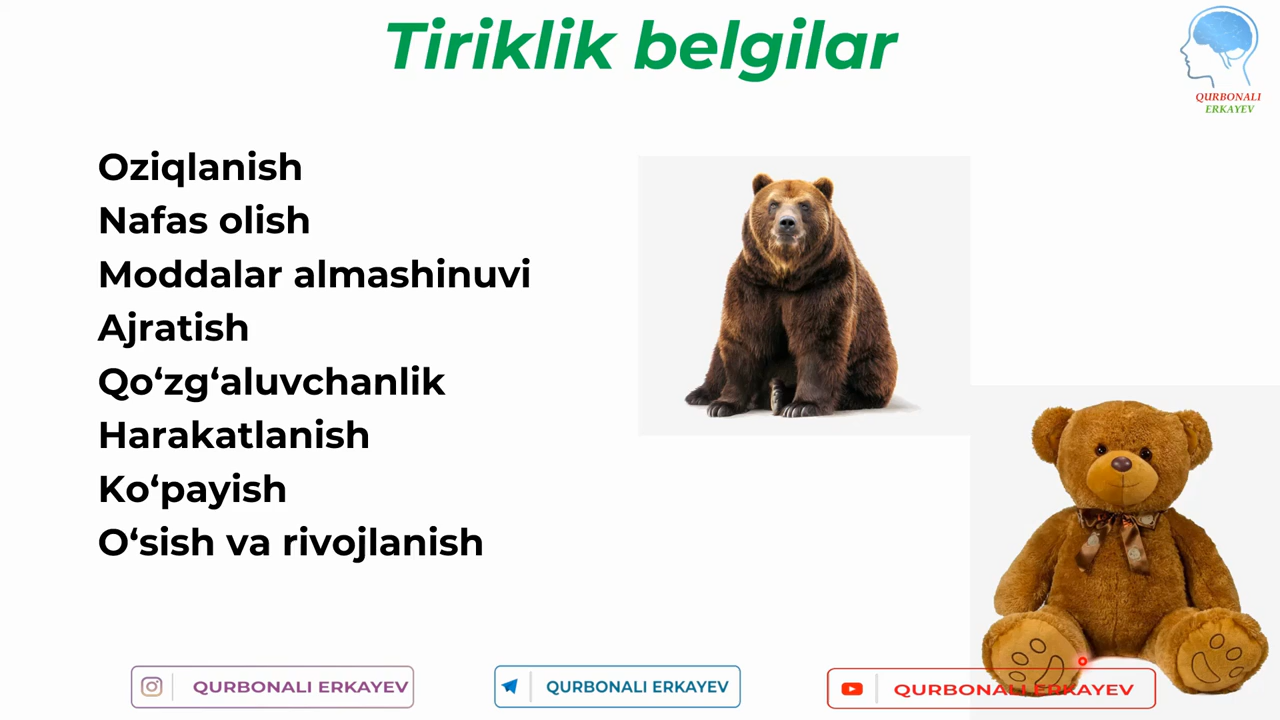 Tiriklik belgilar
QURBONALI
ERKAYEV
Oziqlanish
Nafas olish
Moddalar almashinuvi
Ajratish
Qo‘zg‘aluvchanlik
Harakatlanish
Ko‘payish
O‘sish va rivojlanish
QURBONALI ERKAYEV
QURBONALI ERKAYEV
QURBONALI ERKAYEV